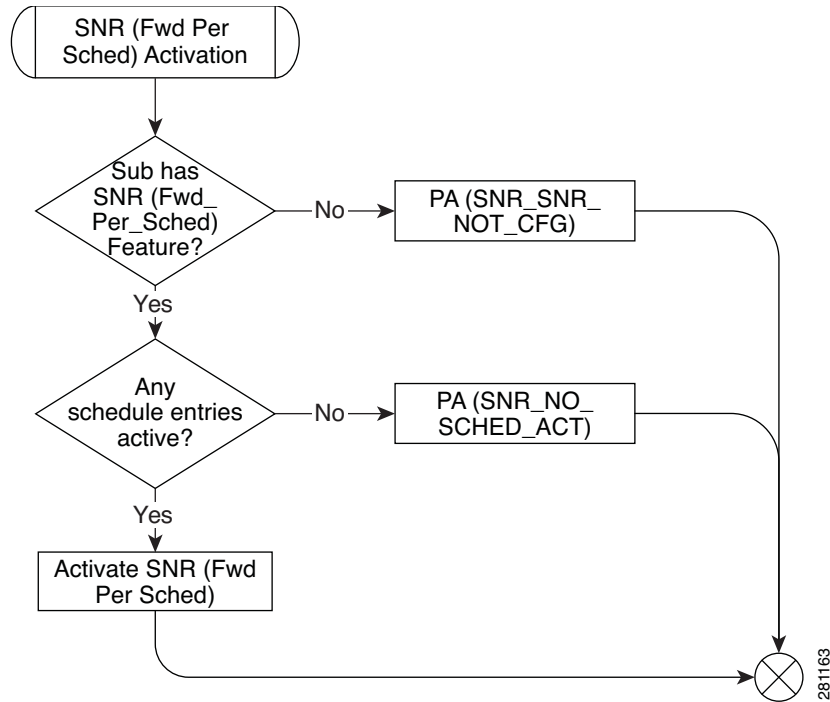 SNR (Fwd Per
Sched) Activation
Sub has
SNR (Fwd_
Per_Sched)
Feature?
No
PA (SNR_SNR_
NOT_CFG)
Yes
Any
schedule entries
active?
No
PA (SNR_NO_
SCHED_ACT)
Yes
Activate SNR (Fwd
Per Sched)
281163